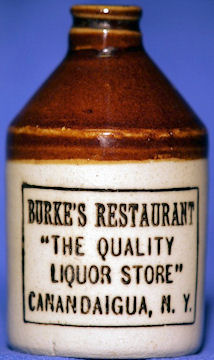 BURKE'S RESTAURANT
"THE QUALITY
LIQUOR STORE"
CANANDAIGUA, N. Y.